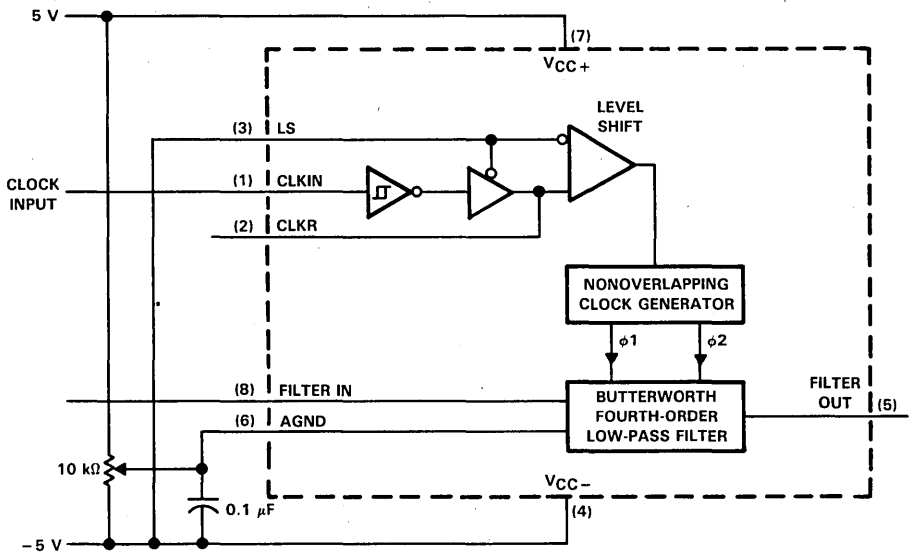 5 V
(7)
VCC+
LEVEL
SHIFT
(3) LS
CLOCK
INPUT
(1) CLKIN
(2) CLKR
NONOVERLAPPING
CLOCK GENERATOR
φ1
φ2
(8) FILTER IN
BUTTERWORTH
FOURTH-ORDER
LOW-PASS FILTER
FILTER
OUT
(5)
(6) AGND
10 kΩ
0.1 μF
VCC−
(4)
−5 V